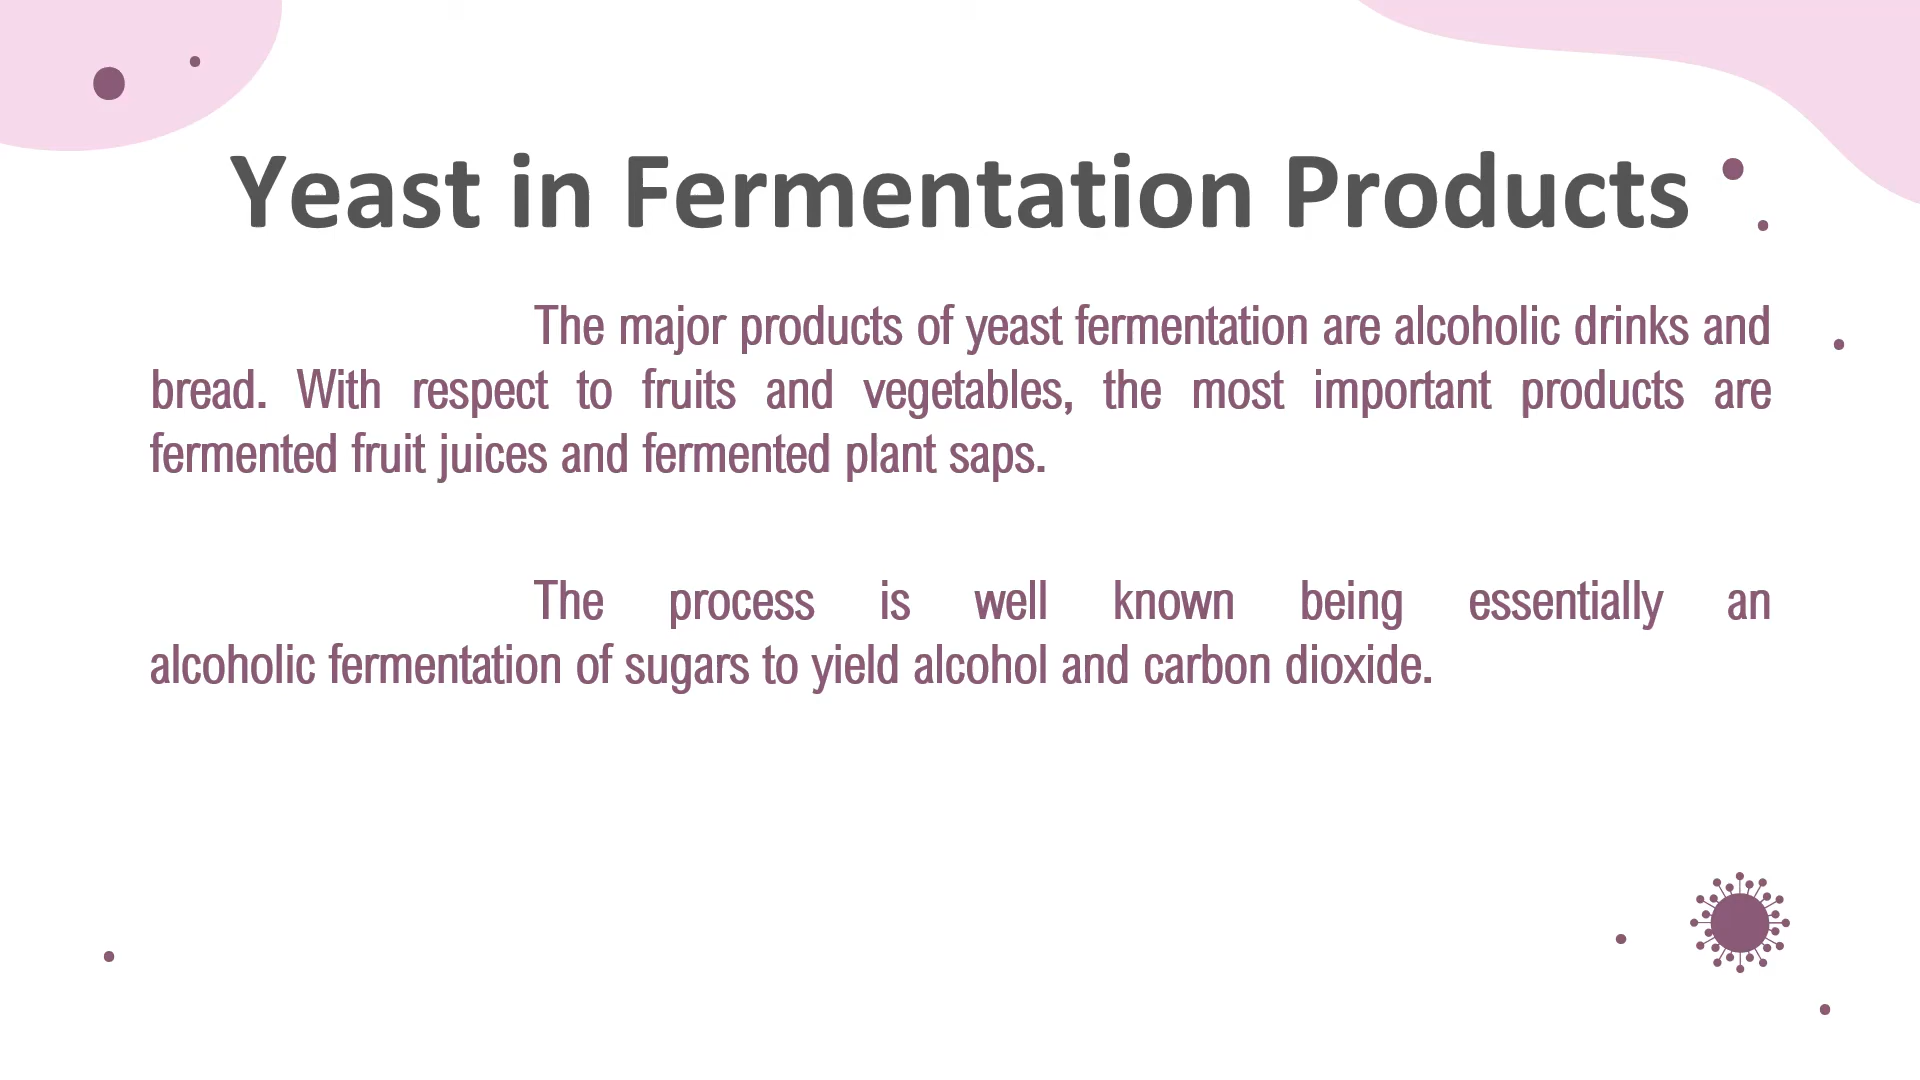 Yeast in Fermentation Products
The major products of yeast fermentation are alcoholic drinks and
bread. With respect to fruits and vegetables, the most important products are
fermented fruit juices and fermented plant saps.
The process is well known being essentially an
alcoholic fermentation of sugars to yield alcohol and carbon dioxide.